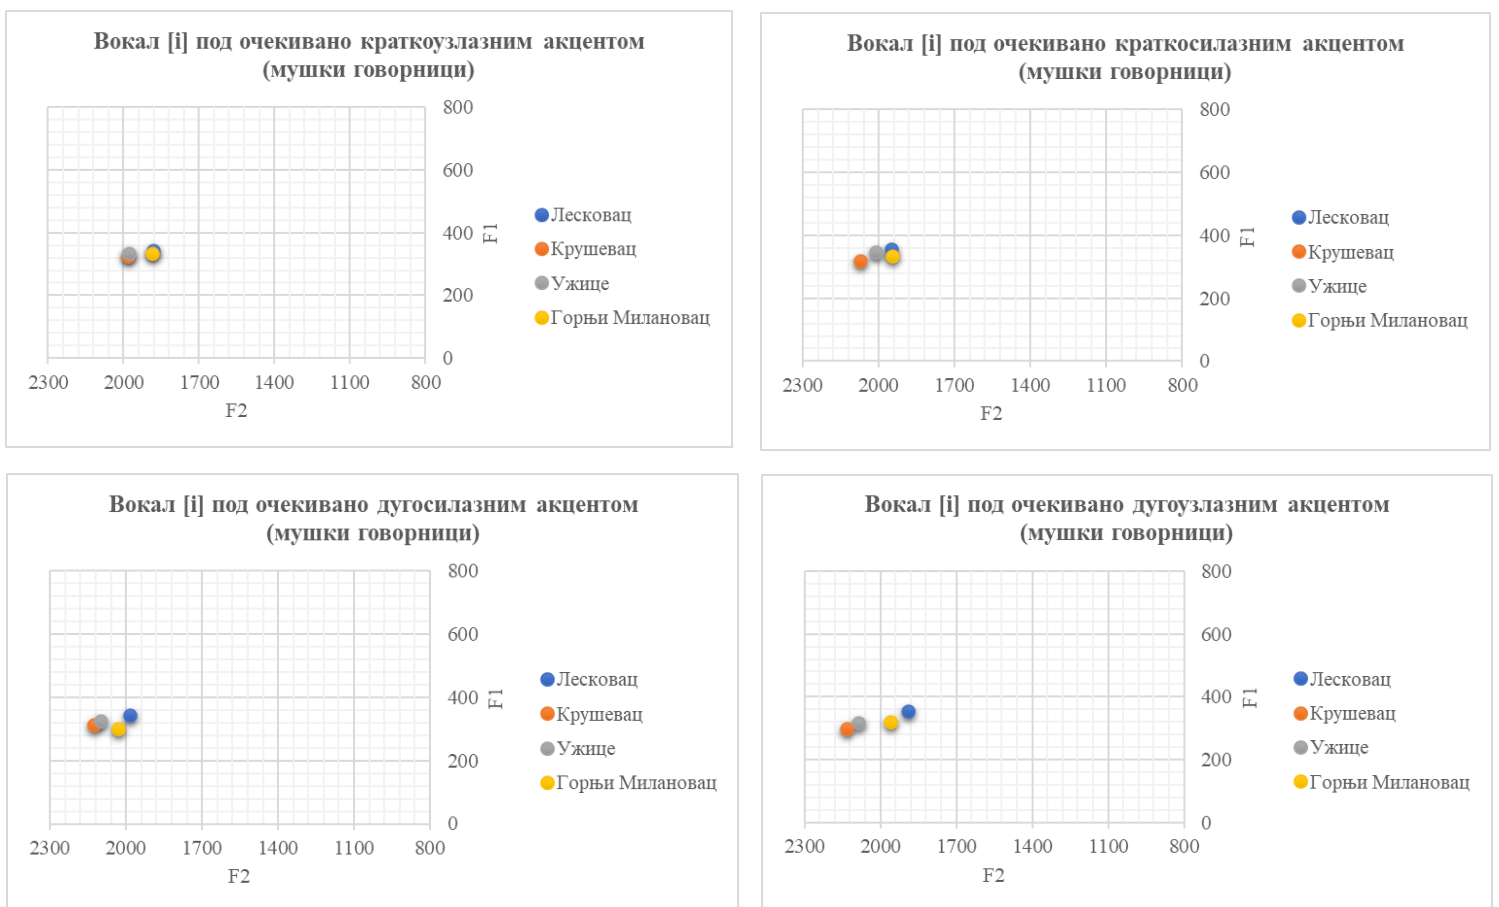 Вокал [i] под очекивано краткоузлазним акцентом
(мушки говорници)
800
600
400
200
0
F1
2300 2000 1700 1400 1100 800
F2
Лесковац
Крушевац
Ужице
Горњи Милановац
Вокал [i] под очекивано краткосилазним акцентом
(мушки говорници)
800
600
400
200
0
F1
2300 2000 1700 1400 1100 800
F2
Лесковац
Крушевац
Ужице
Горњи Милановац
Вокал [i] под очекивано дугосилазним акцентом
(мушки говорници)
800
600
400
200
0
F1
2300 2000 1700 1400 1100 800
F2
Лесковац
Крушевац
Ужице
Горњи Милановац
Вокал [i] под очекивано дугоузлазним акцентом
(мушки говорници)
800
600
400
200
0
F1
2300 2000 1700 1400 1100 800
F2
Лесковац
Крушевац
Ужице
Горњи Милановац